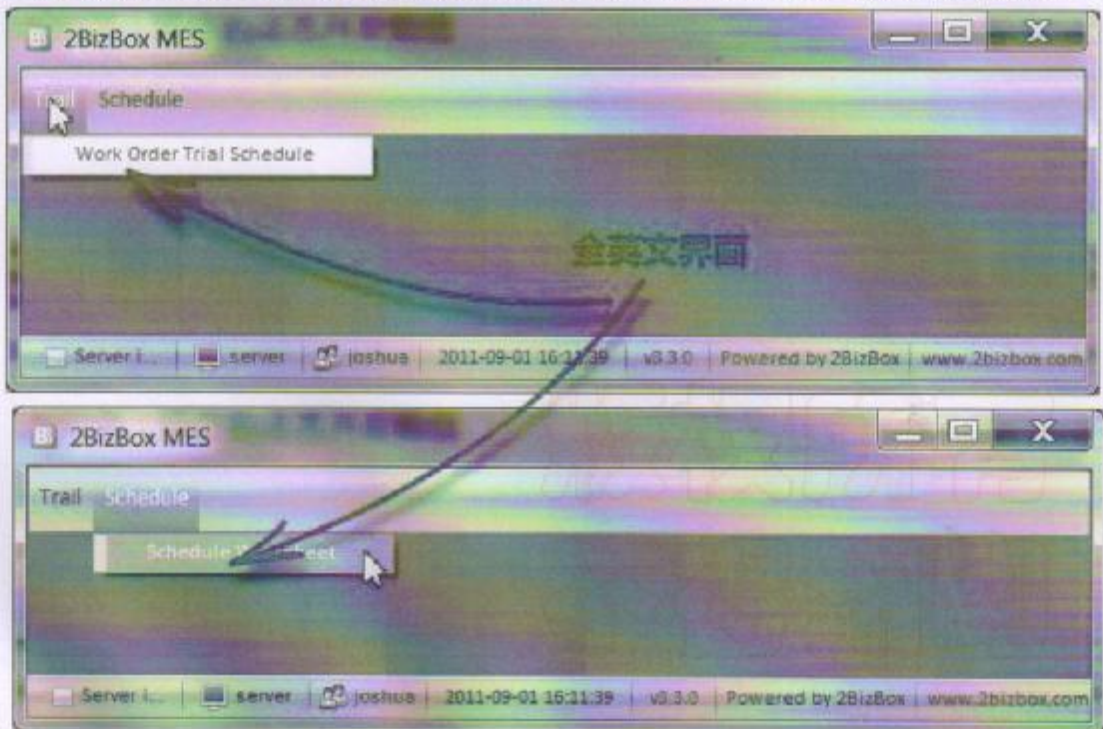 2BizBox MES
Trail Schedule
Work Order Trial Schedule
全英文界面
Server i... server joshua 2011-09-01 16:11:39 v3.3.0 Powered by 2BizBox www.2bizbox.com
2BizBox MES
Trail Schedule
Schedule
Server i... server joshua 2011-09-01 16:11:39 v3.3.0 Powered by 2BizBox www.2bizbox.com